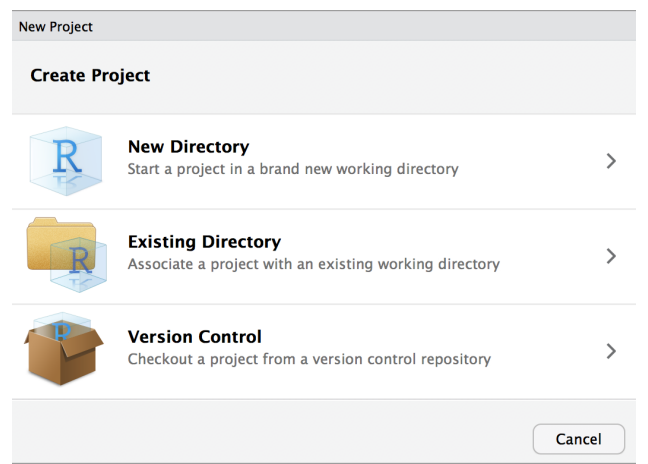 New Project
Create Project
R
New Directory
Start a project in a brand new working directory
R
Existing Directory
Associate a project with an existing working directory
R
Version Control
Checkout a project from a version control repository
Cancel